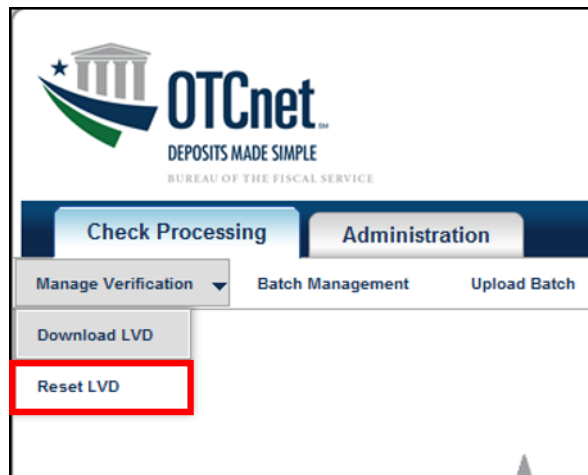 OTCnet℠
DEPOSITS MADE SIMPLE
BUREAU OF THE FISCAL SERVICE
Check Processing Administration
Manage Verification Batch Management Upload Batch
Download LVD
Reset LVD